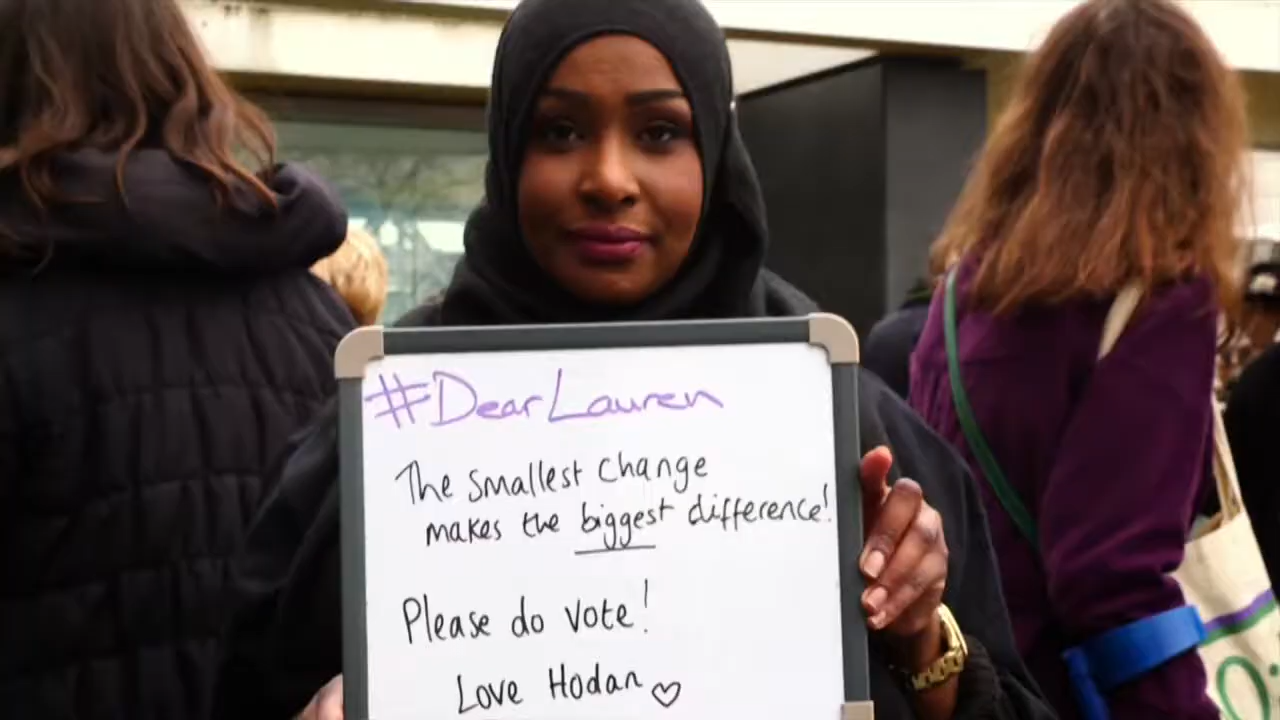 #DearLauren
The smallest change
makes the biggest difference!
Please do vote!
Love Hodan ♡